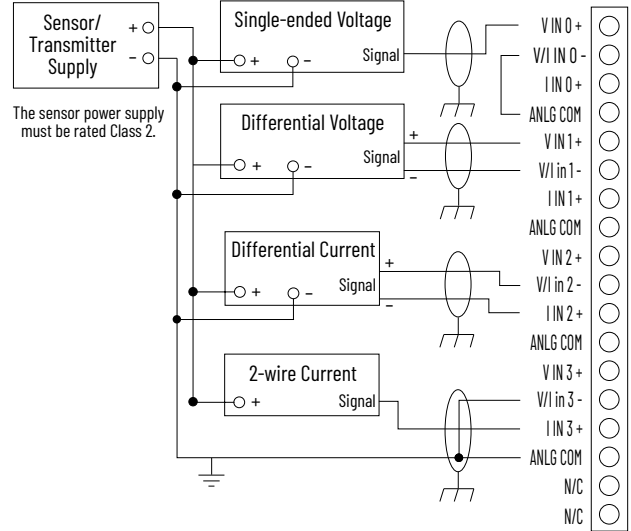 Sensor/
Transmitter
Supply
+
–
The sensor power supply
must be rated Class 2.
Single-ended Voltage
+ –
Signal
Differential Voltage
+ –
Signal
+
–
Differential Current
+ –
Signal
+
–
2-wire Current
+
Signal
V IN 0 +
V/I IN 0 -
I IN 0 +
ANLG COM
V IN 1 +
V/I in 1 -
I IN 1 +
ANLG COM
V IN 2 +
V/I in 2 -
I IN 2 +
ANLG COM
V IN 3 +
V/I in 3 -
I IN 3 +
ANLG COM
N/C
N/C